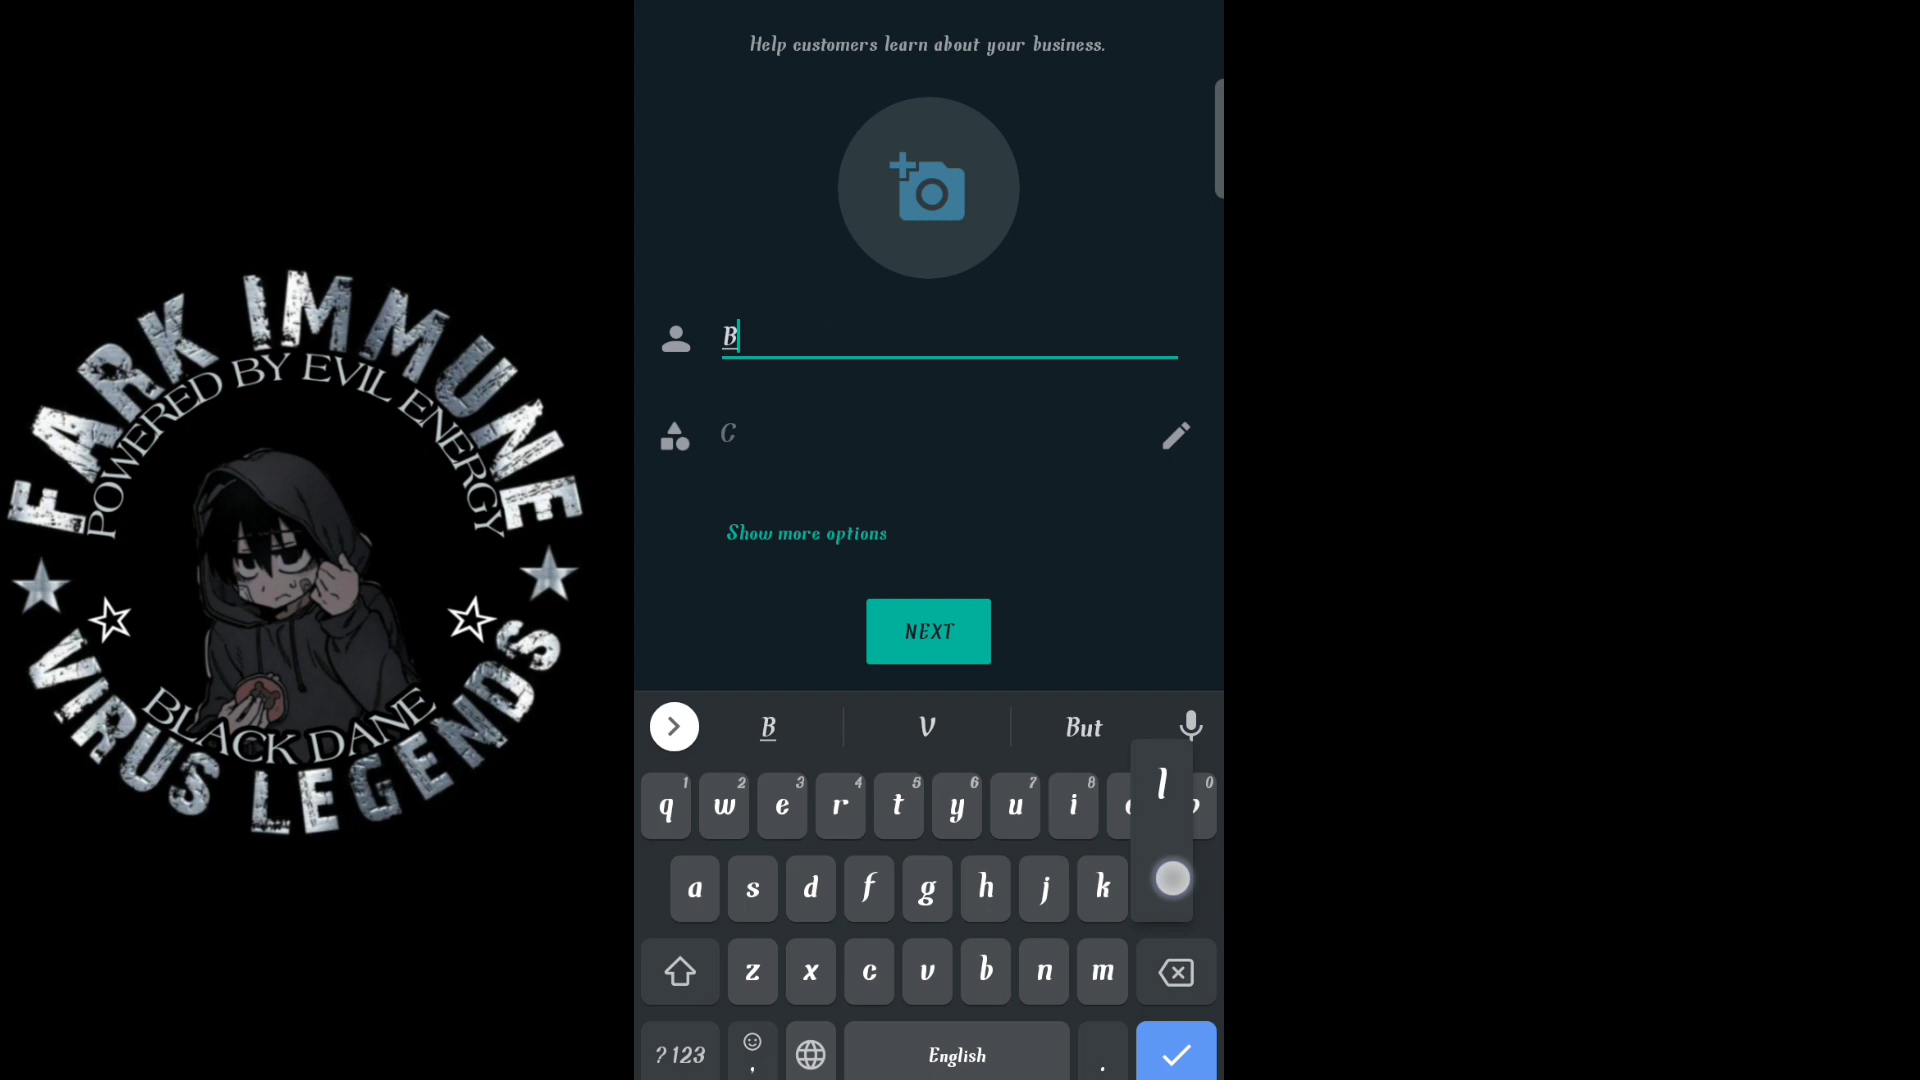 FARK IMMUNE
POWERED BY EVIL ENERGY
BLACK DANE
VIRUS LEGENDS
Help customers learn about your business.
B
C
Show more options
NEXT
B V But
1 2 3 4 5 6 7 8 0
q w e r t y u i
l
a s d f g h j k
z x c v b n m
?123 , English .